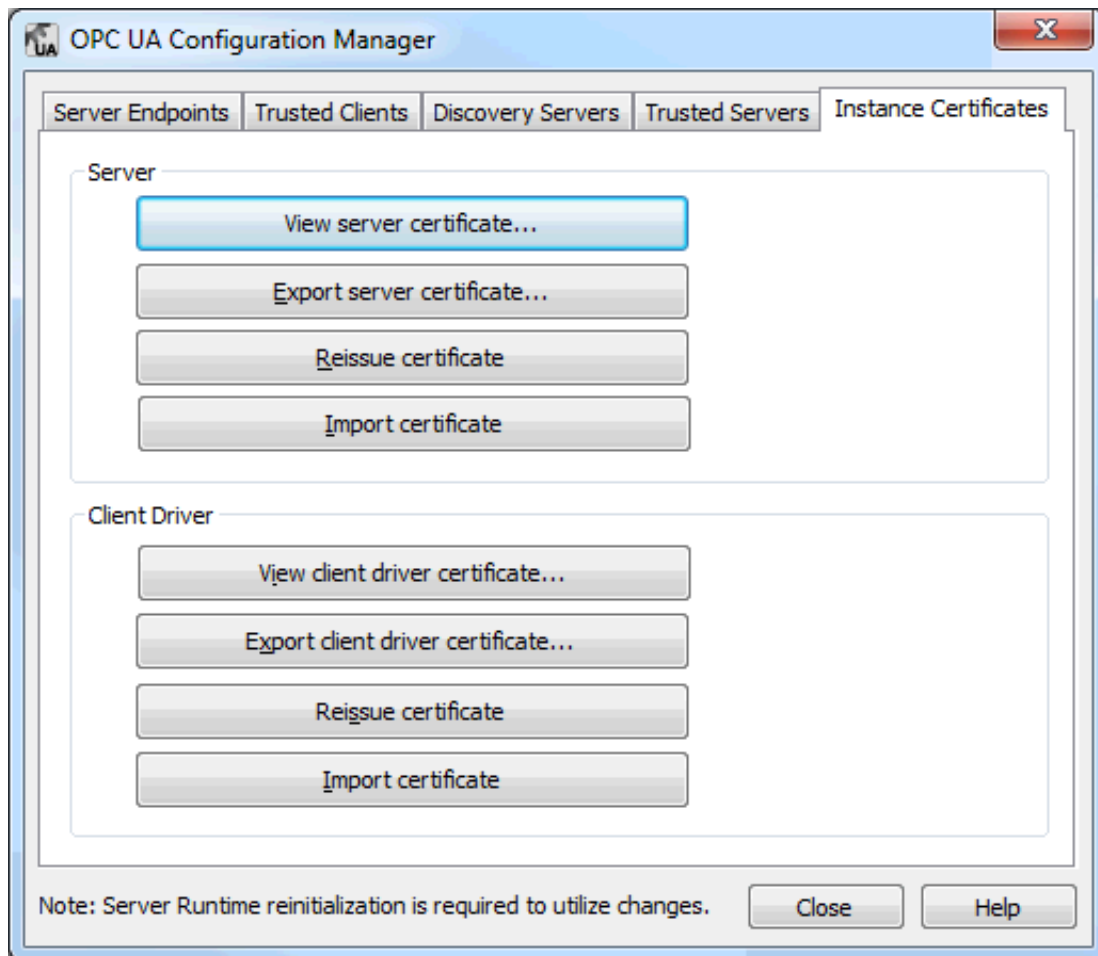 UA
OPC UA Configuration Manager
Server Endpoints
Trusted Clients
Discovery Servers
Trusted Servers
Instance Certificates
Server
View server certificate...
Export server certificate...
Reissue certificate
Import certificate
Client Driver
View client driver certificate...
Export client driver certificate...
Reissue certificate
Import certificate
Note: Server Runtime reinitialization is required to utilize changes.
Close
Help